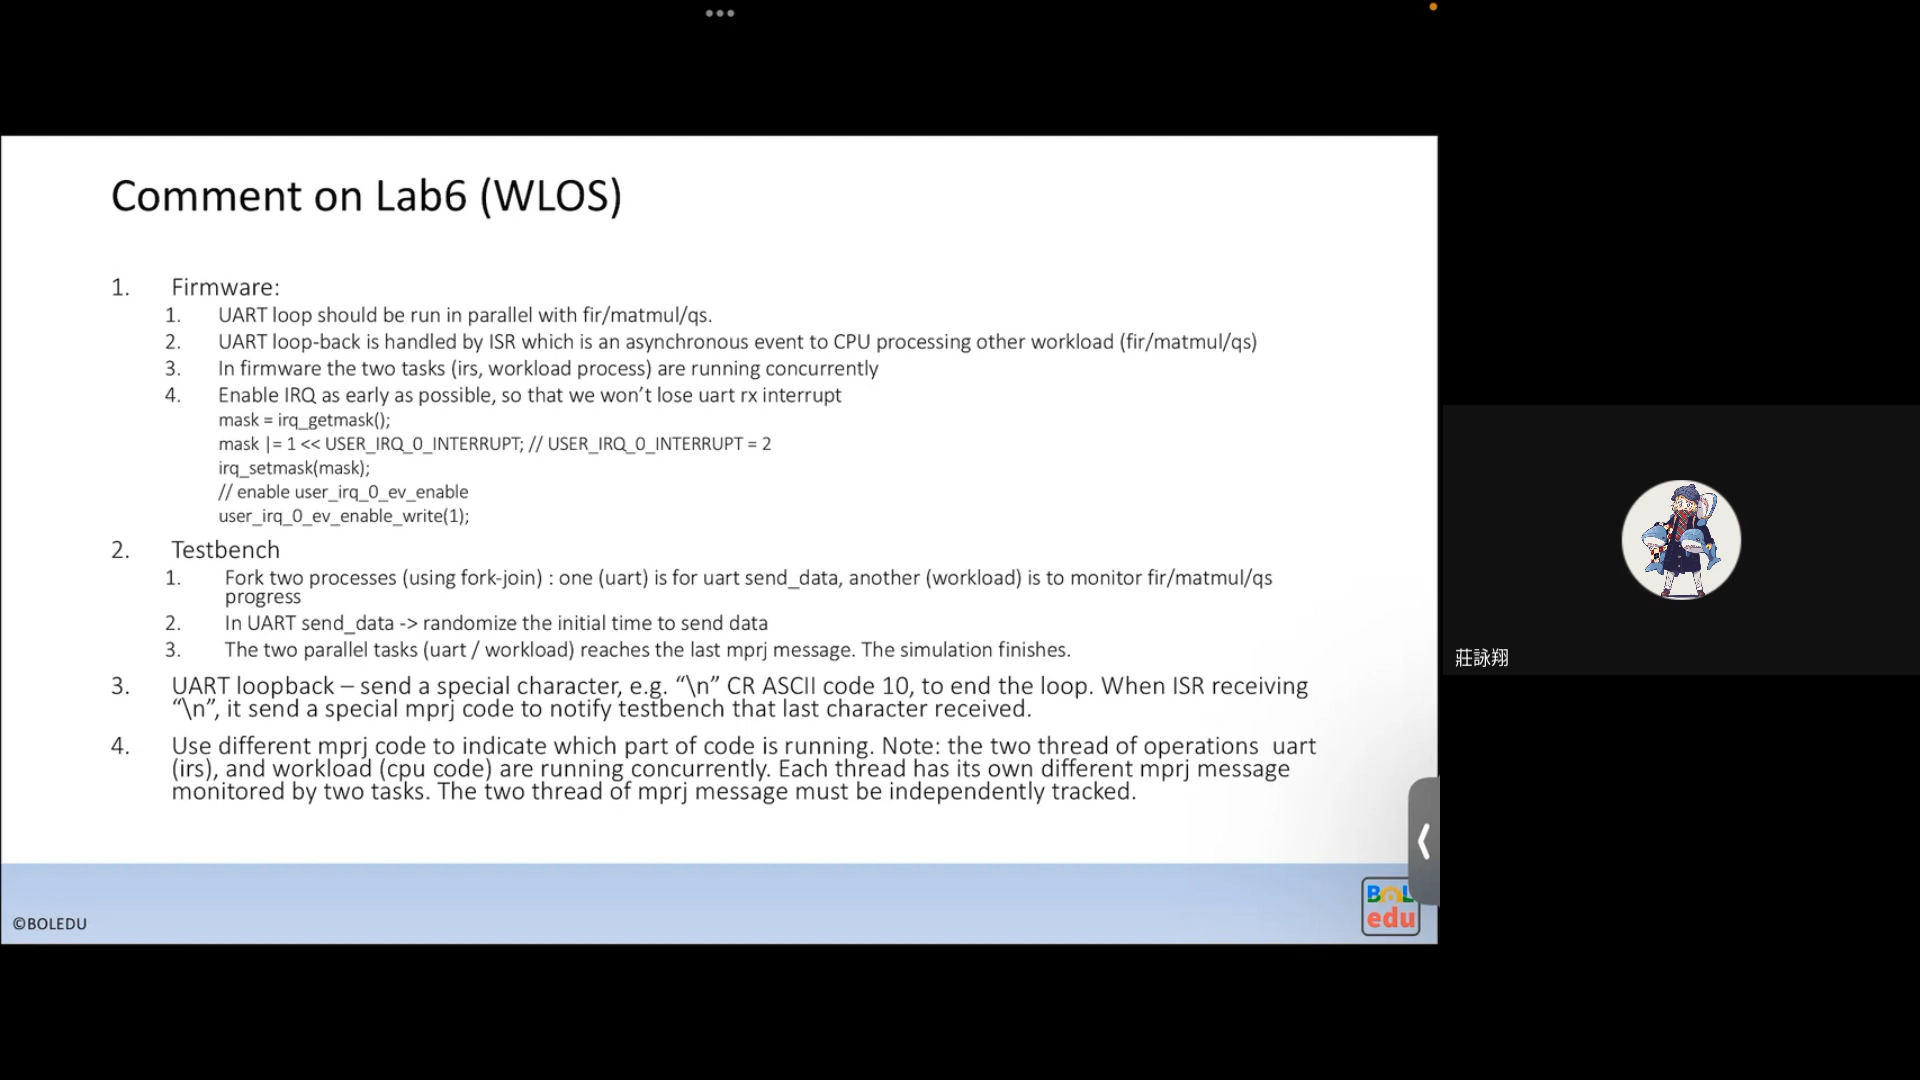 Comment on Lab6 (WLOS)
1. Firmware:
1. UART loop should be run in parallel with fir/matmul/qs.
2. UART loop-back is handled by ISR which is an asynchronous event to CPU processing other workload (fir/matmul/qs)
3. In firmware the two tasks (irs, workload process) are running concurrently
4. Enable IRQ as early as possible, so that we won’t lose uart rx interrupt
mask = irq_getmask();
mask |= 1 << USER_IRQ_0_INTERRUPT; // USER_IRQ_0_INTERRUPT = 2
irq_setmask(mask);
// enable user_irq_0_ev_enable
user_irq_0_ev_enable_write(1);
2. Testbench
1. Fork two processes (using fork-join) : one (uart) is for uart send_data, another (workload) is to monitor fir/matmul/qs
progress
2. In UART send_data -> randomize the initial time to send data
3. The two parallel tasks (uart / workload) reaches the last mprj message. The simulation finishes.
3. UART loopback – send a special character, e.g. “\n” CR ASCII code 10, to end the loop. When ISR receiving
“\n”, it send a special mprj code to notify testbench that last character received.
4. Use different mprj code to indicate which part of code is running. Note: the two thread of operations uart
(irs), and workload (cpu code) are running concurrently. Each thread has its own different mprj message
monitored by two tasks. The two thread of mprj message must be independently tracked.
莊詠翔
©BOLEDU
BOL
edu